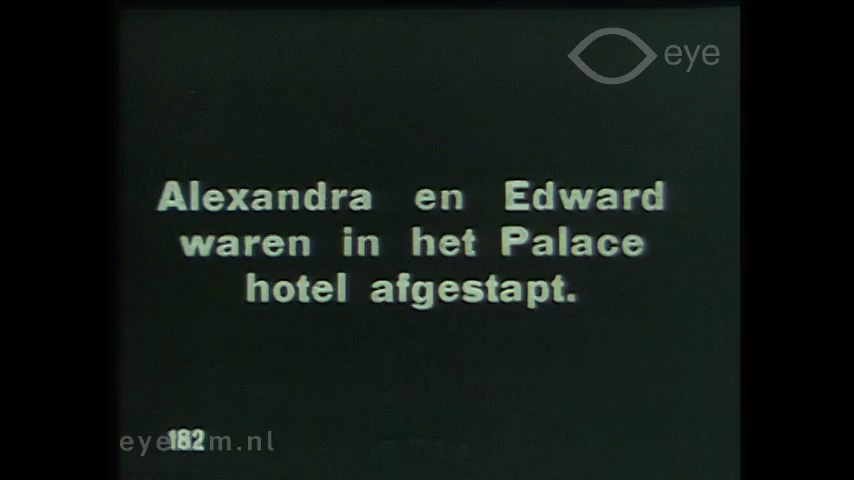 eye
Alexandra en Edward
waren in het Palace
hotel afgestapt.
182